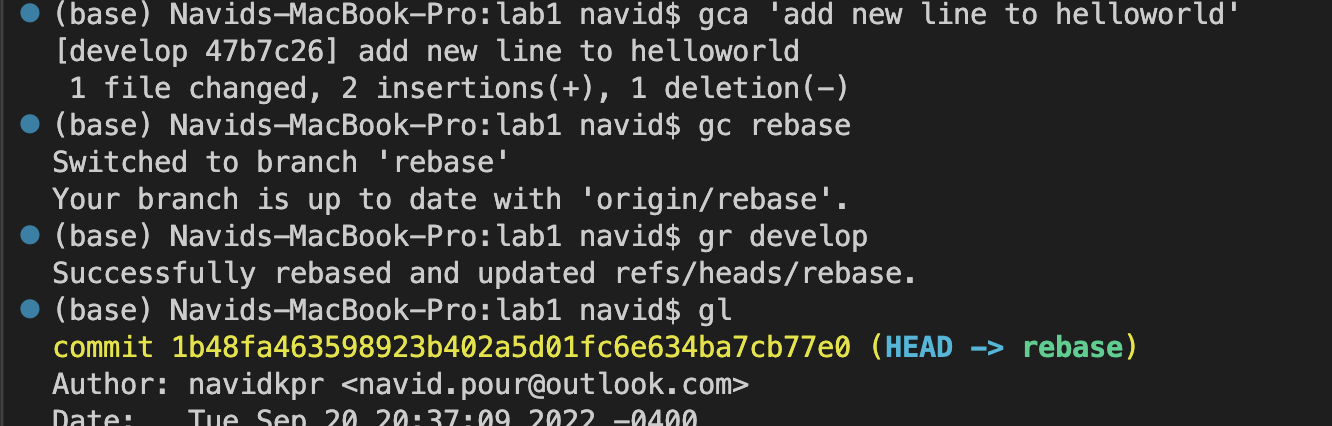 (base) Navids-MacBook-Pro:lab1 navid$ gca 'add new line to helloworld'
[develop 47b7c26] add new line to helloworld
 1 file changed, 2 insertions(+), 1 deletion(-)
(base) Navids-MacBook-Pro:lab1 navid$ gc rebase
Switched to branch 'rebase'
Your branch is up to date with 'origin/rebase'.
(base) Navids-MacBook-Pro:lab1 navid$ gr develop
Successfully rebased and updated refs/heads/rebase.
(base) Navids-MacBook-Pro:lab1 navid$ gl
commit 1b48fa463598923b402a5d01fc6e634ba7cb77e0 (HEAD -> rebase)
Author: navidkpr <navid.pour@outlook.com>
Date:   Tue Sep 20 20:37:09 2022 -0400